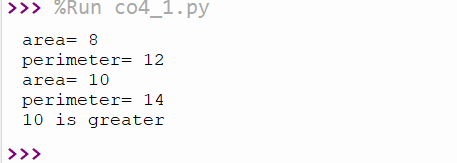 >>> %Run co4_1.py
area= 8
perimeter= 12
area= 10
perimeter= 14
10 is greater
>>>